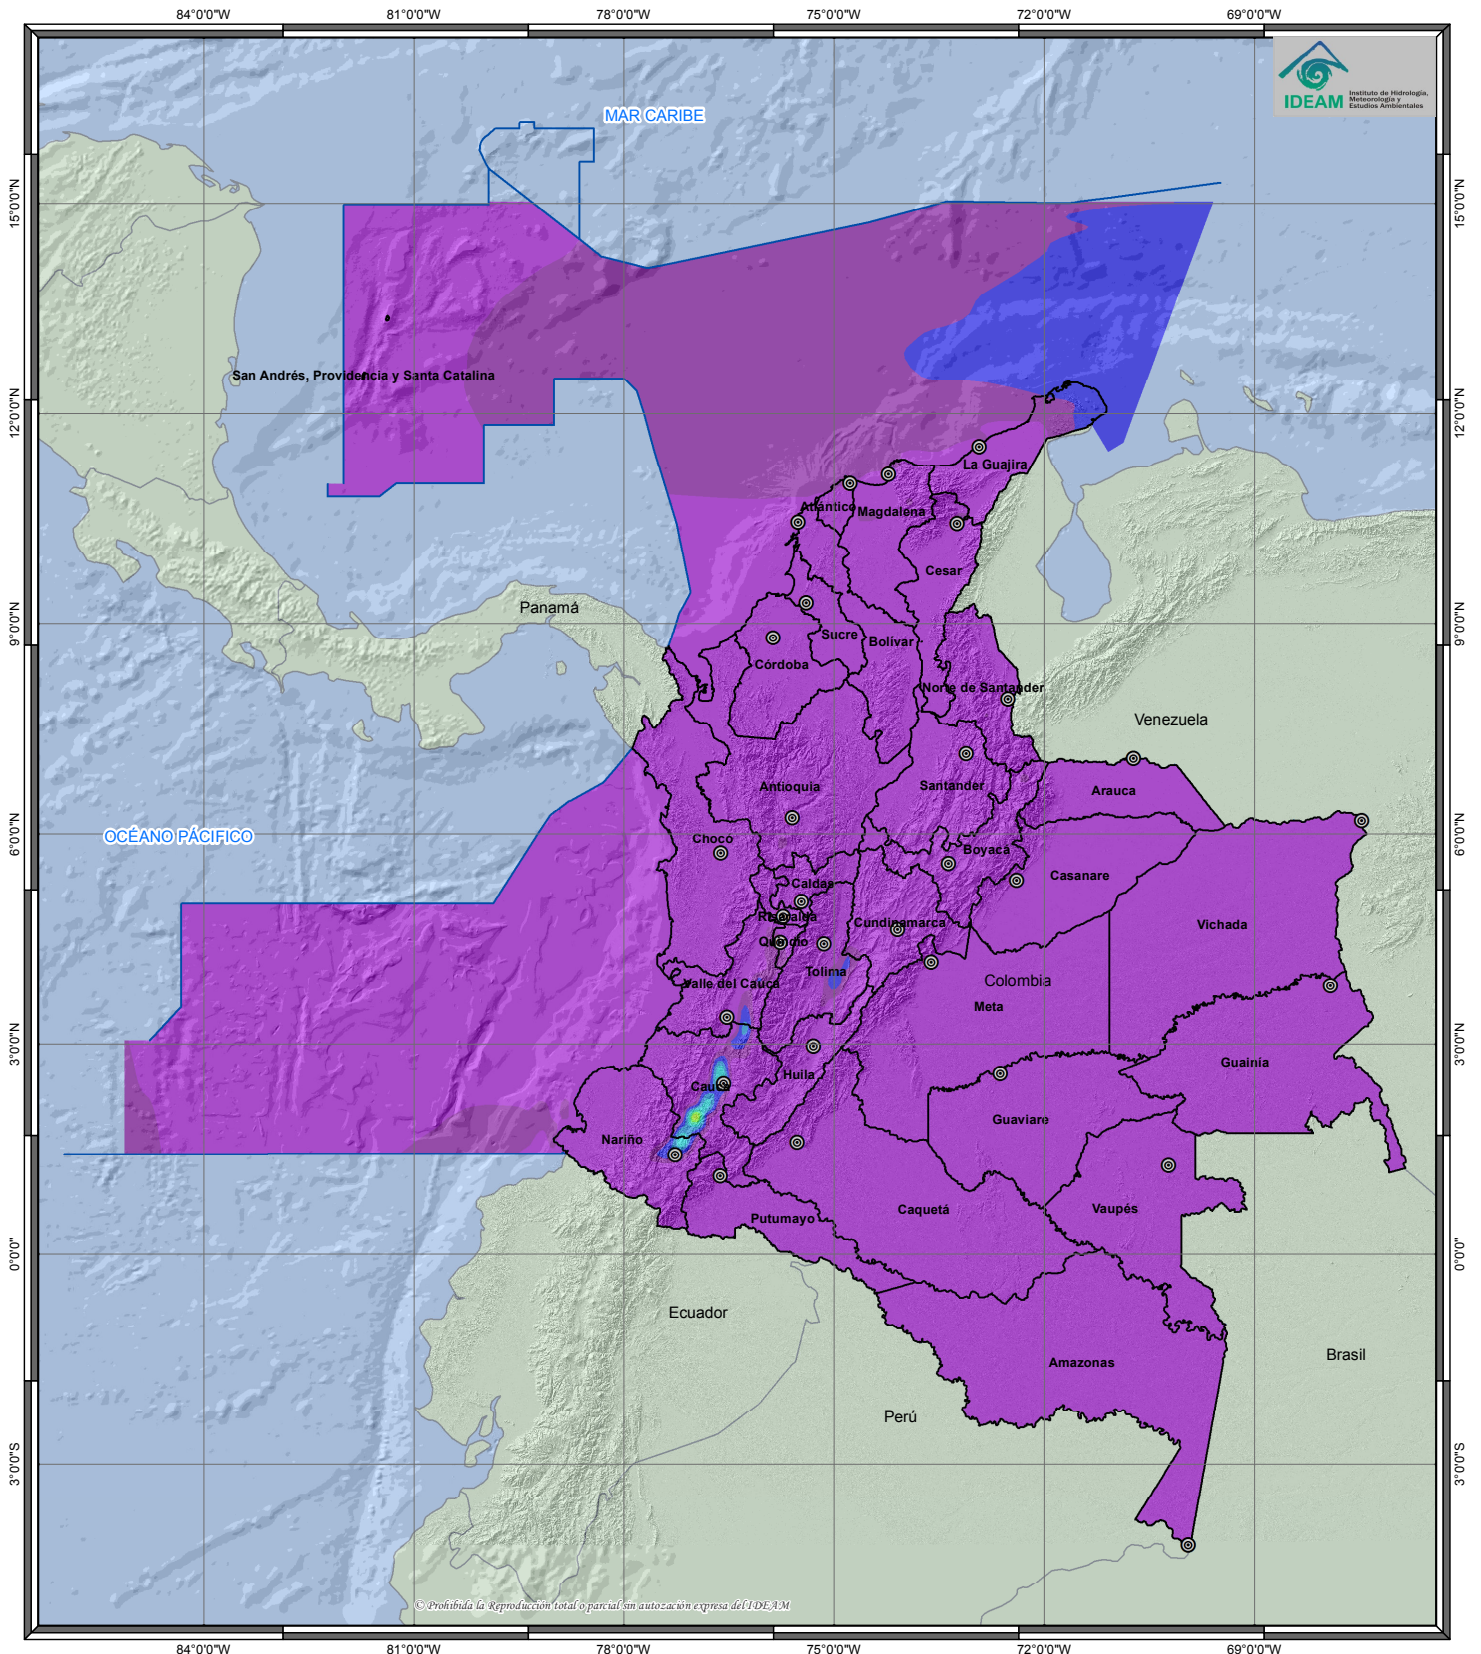 84°0'0"W
81°0'0"W
78°0'0"W
75°0'0"W
72°0'0"W
69°0'0"W
IDEAM
Instituto de Hidrología,
Meteorología y
Estudios Ambientales
MAR CARIBE
15°0'0"N
15°0'0"N
San Andrés, Providencia y Santa Catalina
12°0'0"N
12°0'0"N
La Guajira
Atlántico
Magdalena
Cesar
Panamá
9°0'0"N
9°0'0"N
Sucre
Bolívar
Córdoba
Norte de Santander
Venezuela
Antioquia
Santander
Arauca
OCÉANO PÁCIFICO
6°0'0"N
6°0'0"N
Chocó
Boyacá
Casanare
Caldas
Risaralda
Cundinamarca
Vichada
Quindio
Tolima
Valle del Cauca
Colombia
Meta
3°0'0"N
3°0'0"N
Huila
Guainía
Cauca
Guaviare
Nariño
Caquetá
Vaupés
Putumayo
0°0'0"
0°0'0"
Ecuador
Brasil
Amazonas
Perú
3°0'0"S
3°0'0"S
© Prohibida la Reproducción total o parcial sin autozación expresa del IDEAM
84°0'0"W
81°0'0"W
78°0'0"W
75°0'0"W
72°0'0"W
69°0'0"W